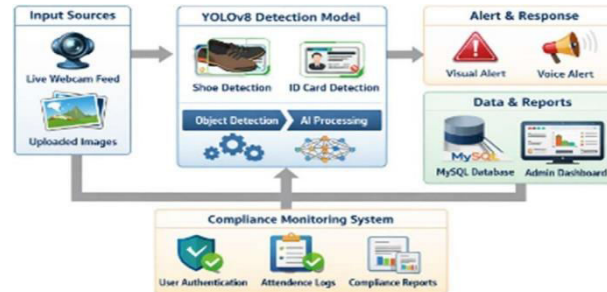 Input Sources
Live Webcam Feed
Uploaded Images
YOLOv8 Detection Model
Shoe Detection
ID Card Detection
Object Detection
AI Processing
Alert & Response
Visual Alert
Voice Alert
Data & Reports
MySQL
MySQL Database
Admin Dashboard
Compliance Monitoring System
User Authentication
Attendence Logs
Compliance Reports